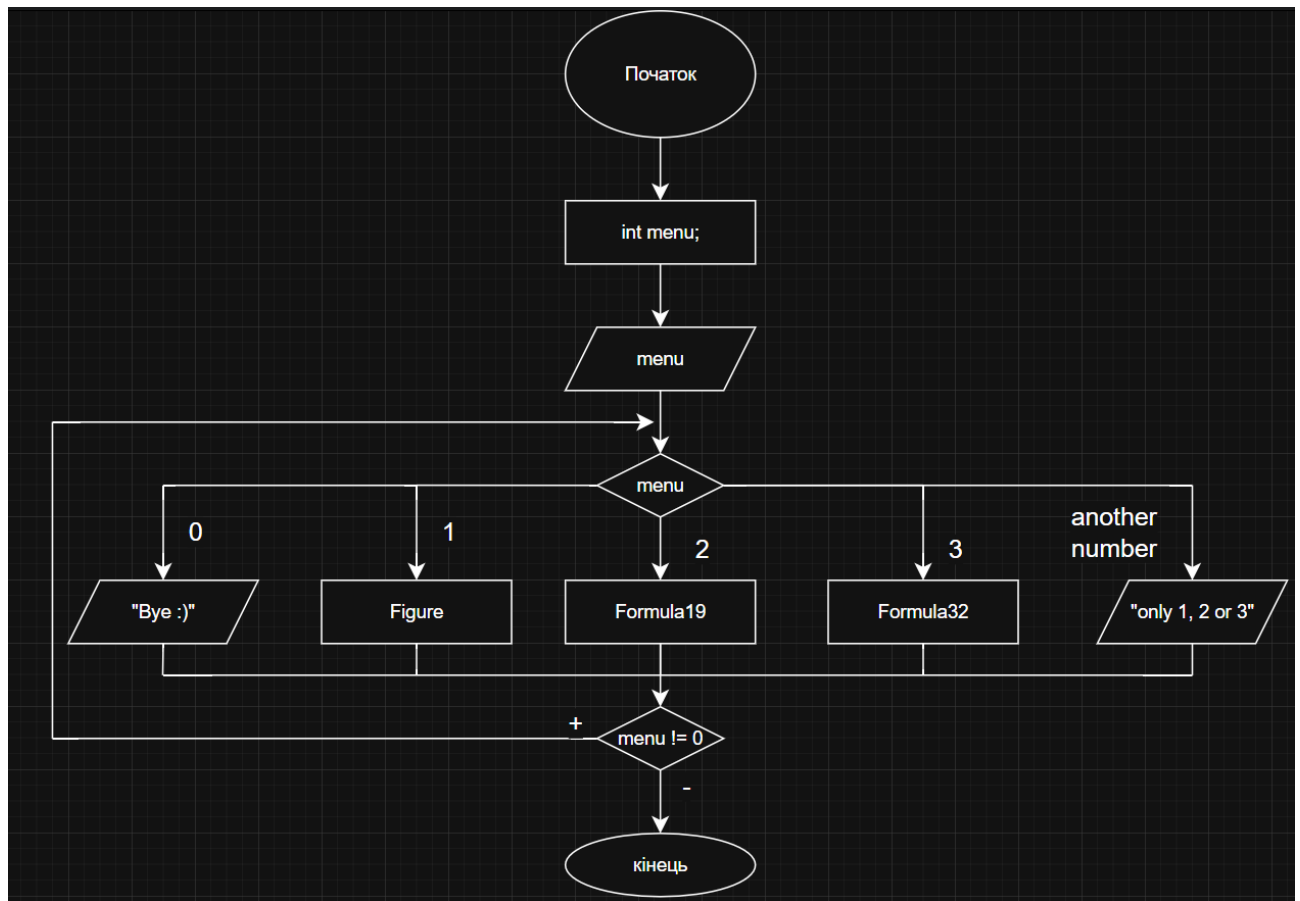 Початок
int menu;
menu
menu
0
1
2
3
another
number
"Bye :)"
Figure
Formula19
Formula32
"only 1, 2 or 3"
+
menu != 0
-
кінець